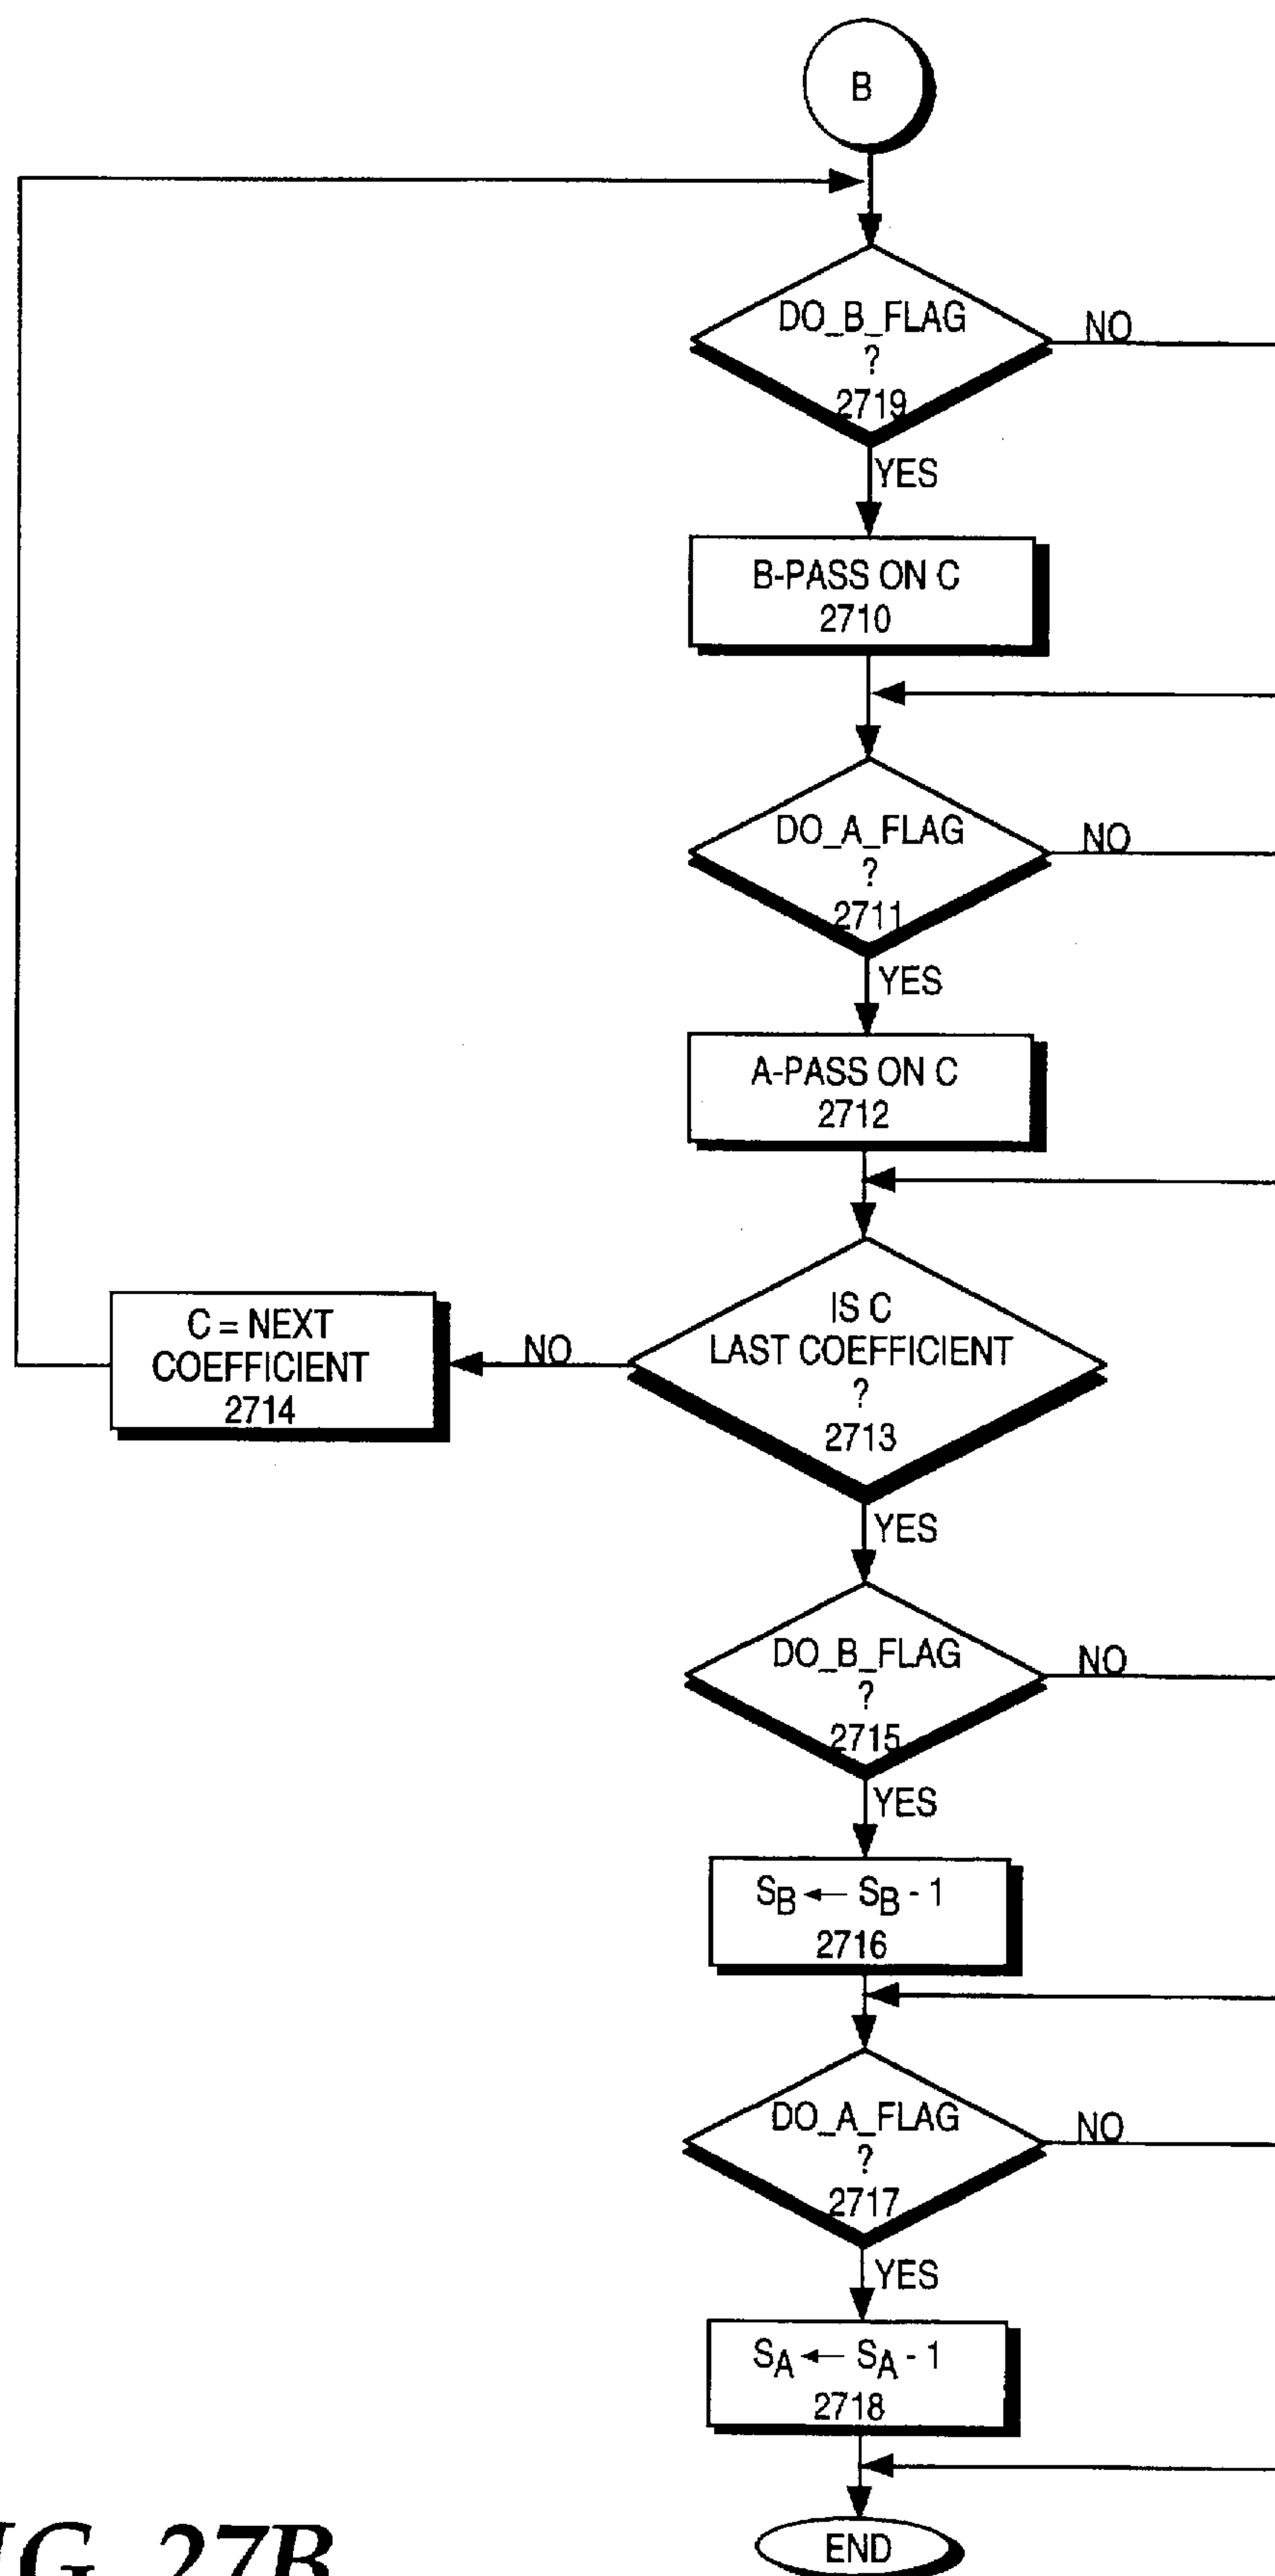 B
DO_B_FLAG
?
2719
NO
YES
B-PASS ON C
2710
DO_A_FLAG
?
2711
NO
YES
A-PASS ON C
2712
IS C
LAST COEFFICIENT
?
2713
NO
C = NEXT
COEFFICIENT
2714
YES
DO_B_FLAG
?
2715
NO
YES
SB ← SB - 1
2716
DO_A_FLAG
?
2717
NO
YES
SA ← SA - 1
2718
END
27B